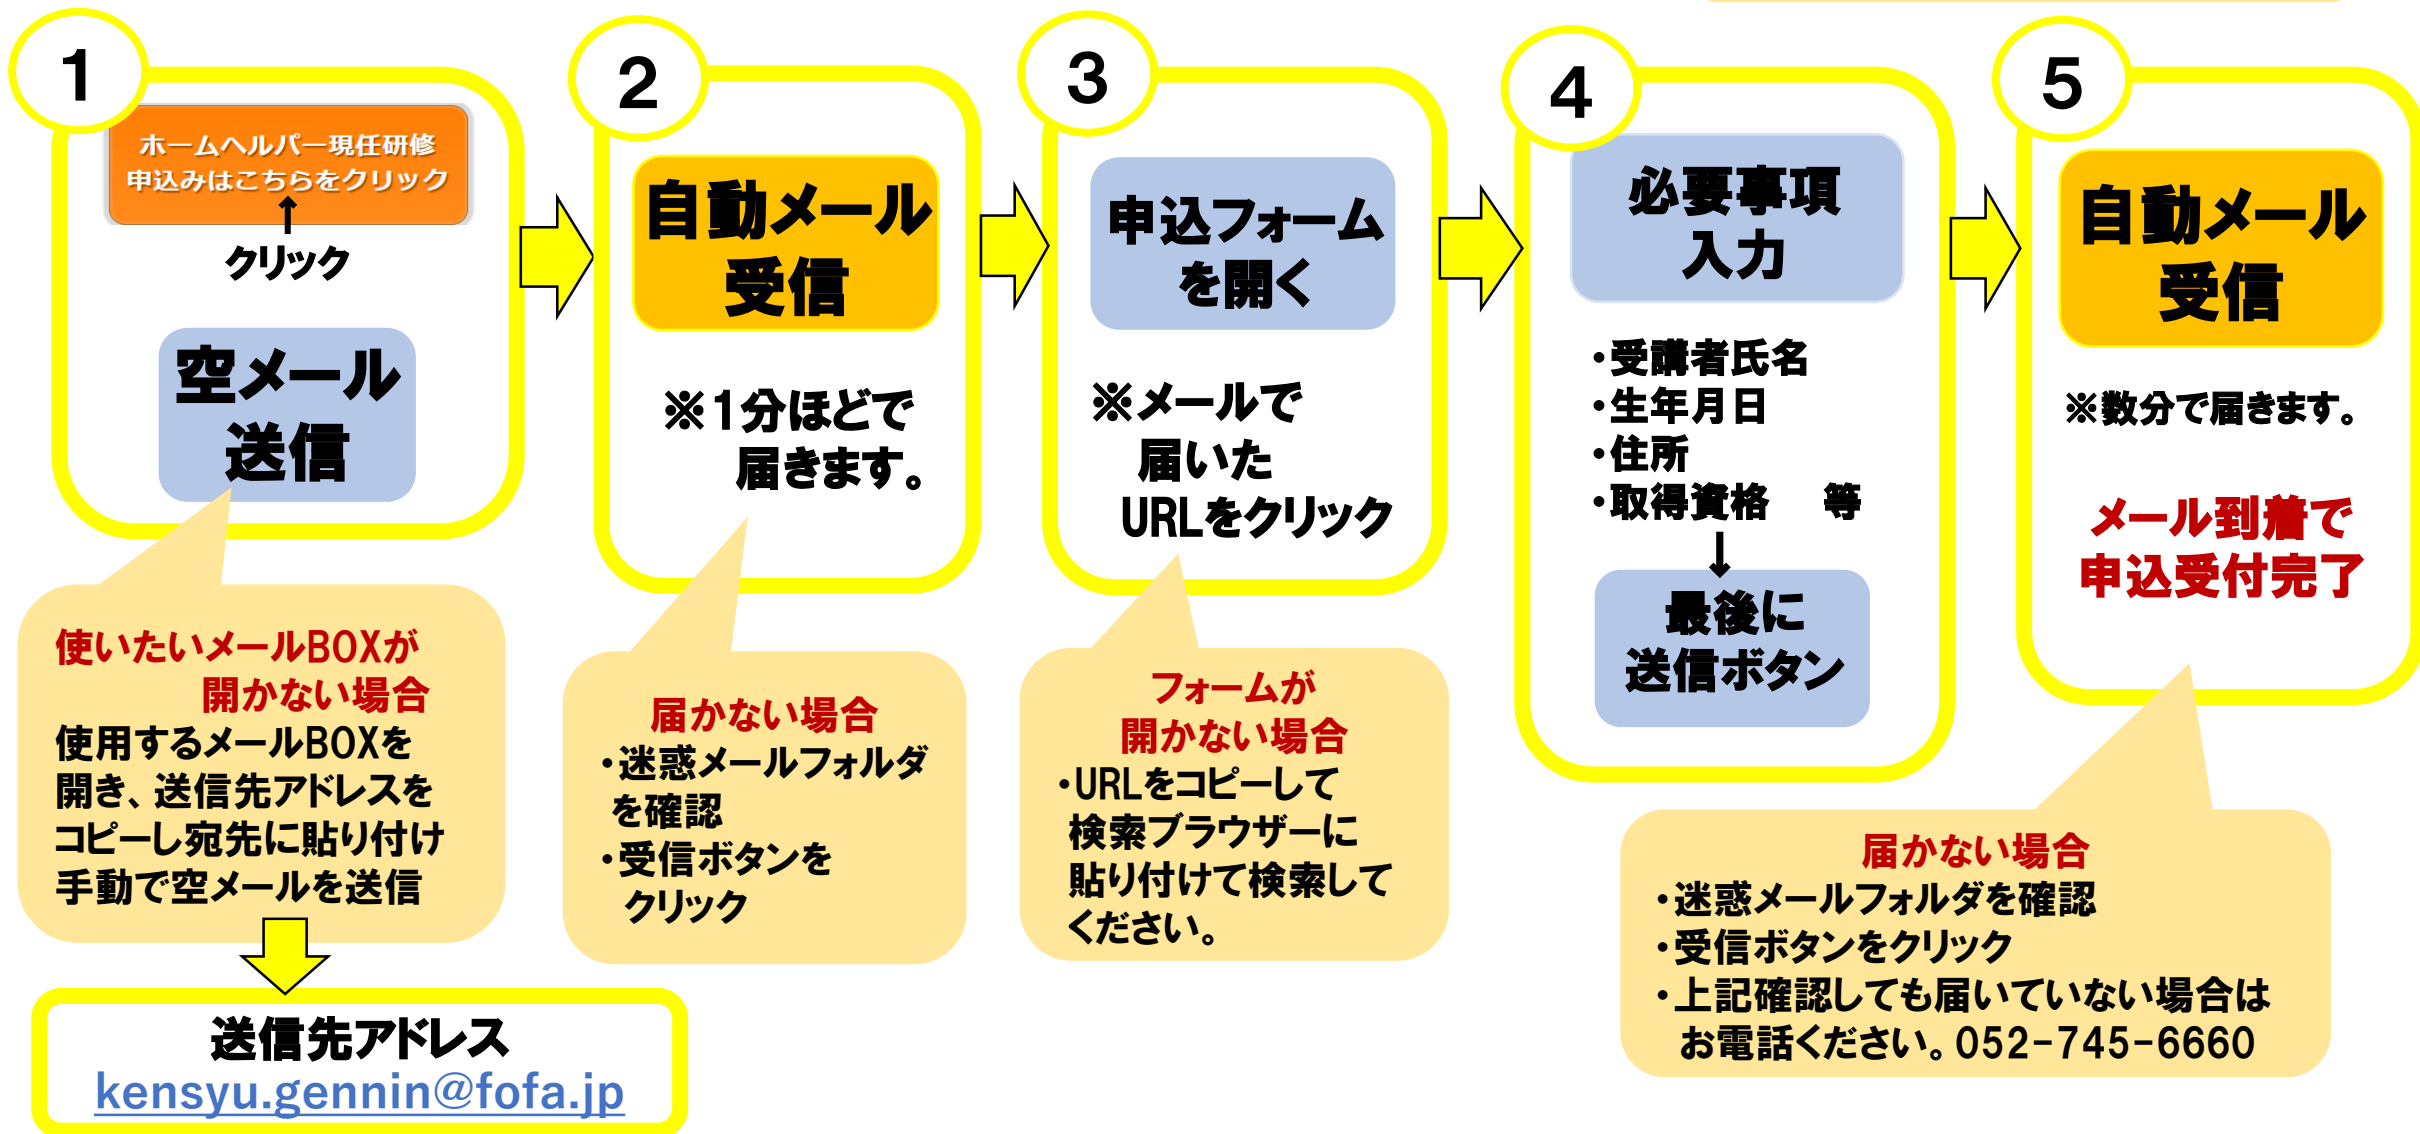 1
ホームヘルパー現任研修
申込みはこちらをクリック
↑
クリック
空メール
送信
使いたいメールBOXが
開かない場合
使用するメールBOXを
開き、送信先アドレスを
コピーし宛先に貼り付け
手動で空メールを送信
送信先アドレス
kensyu.gennin@fofa.jp
2
自動メール
受信
※1分ほどで
届きます。
届かない場合
・迷惑メールフォルダ
を確認
・受信ボタンを
クリック
3
申込フォーム
を開く
※メールで
届いた
URLをクリック
フォームが
開かない場合
・URLをコピーして
検索ブラウザーに
貼り付けて検索して
ください。
4
必要事項
入力
・受講者氏名
・生年月日
・住所
・取得資格　等
↓
最後に
送信ボタン
5
自動メール
受信
※数分で届きます。
メール到着で
申込受付完了
届かない場合
・迷惑メールフォルダを確認
・受信ボタンをクリック
・上記確認しても届いていない場合は
お電話ください。052-745-6660